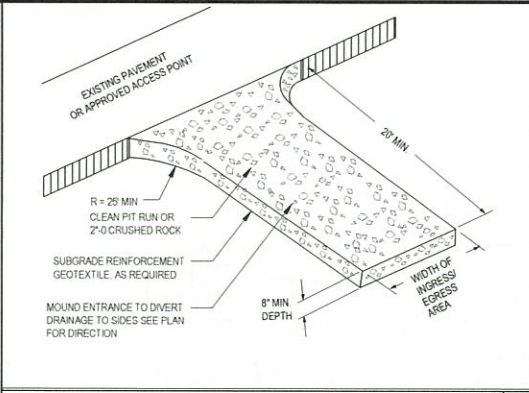 EXISTING PAVEMENT
OR APPROVED ACCESS POINT
20' MIN.
R = 25' MIN
CLEAN PIT RUN OR
2"-0 CRUSHED ROCK
SUBGRADE REINFORCEMENT
GEOTEXTILE, AS REQUIRED
MOUND ENTRANCE TO DIVERT
DRAINAGE TO SIDES SEE PLAN
FOR DIRECTION
8" MIN.
DEPTH
WIDTH OF
INGRESS/
EGRESS
AREA